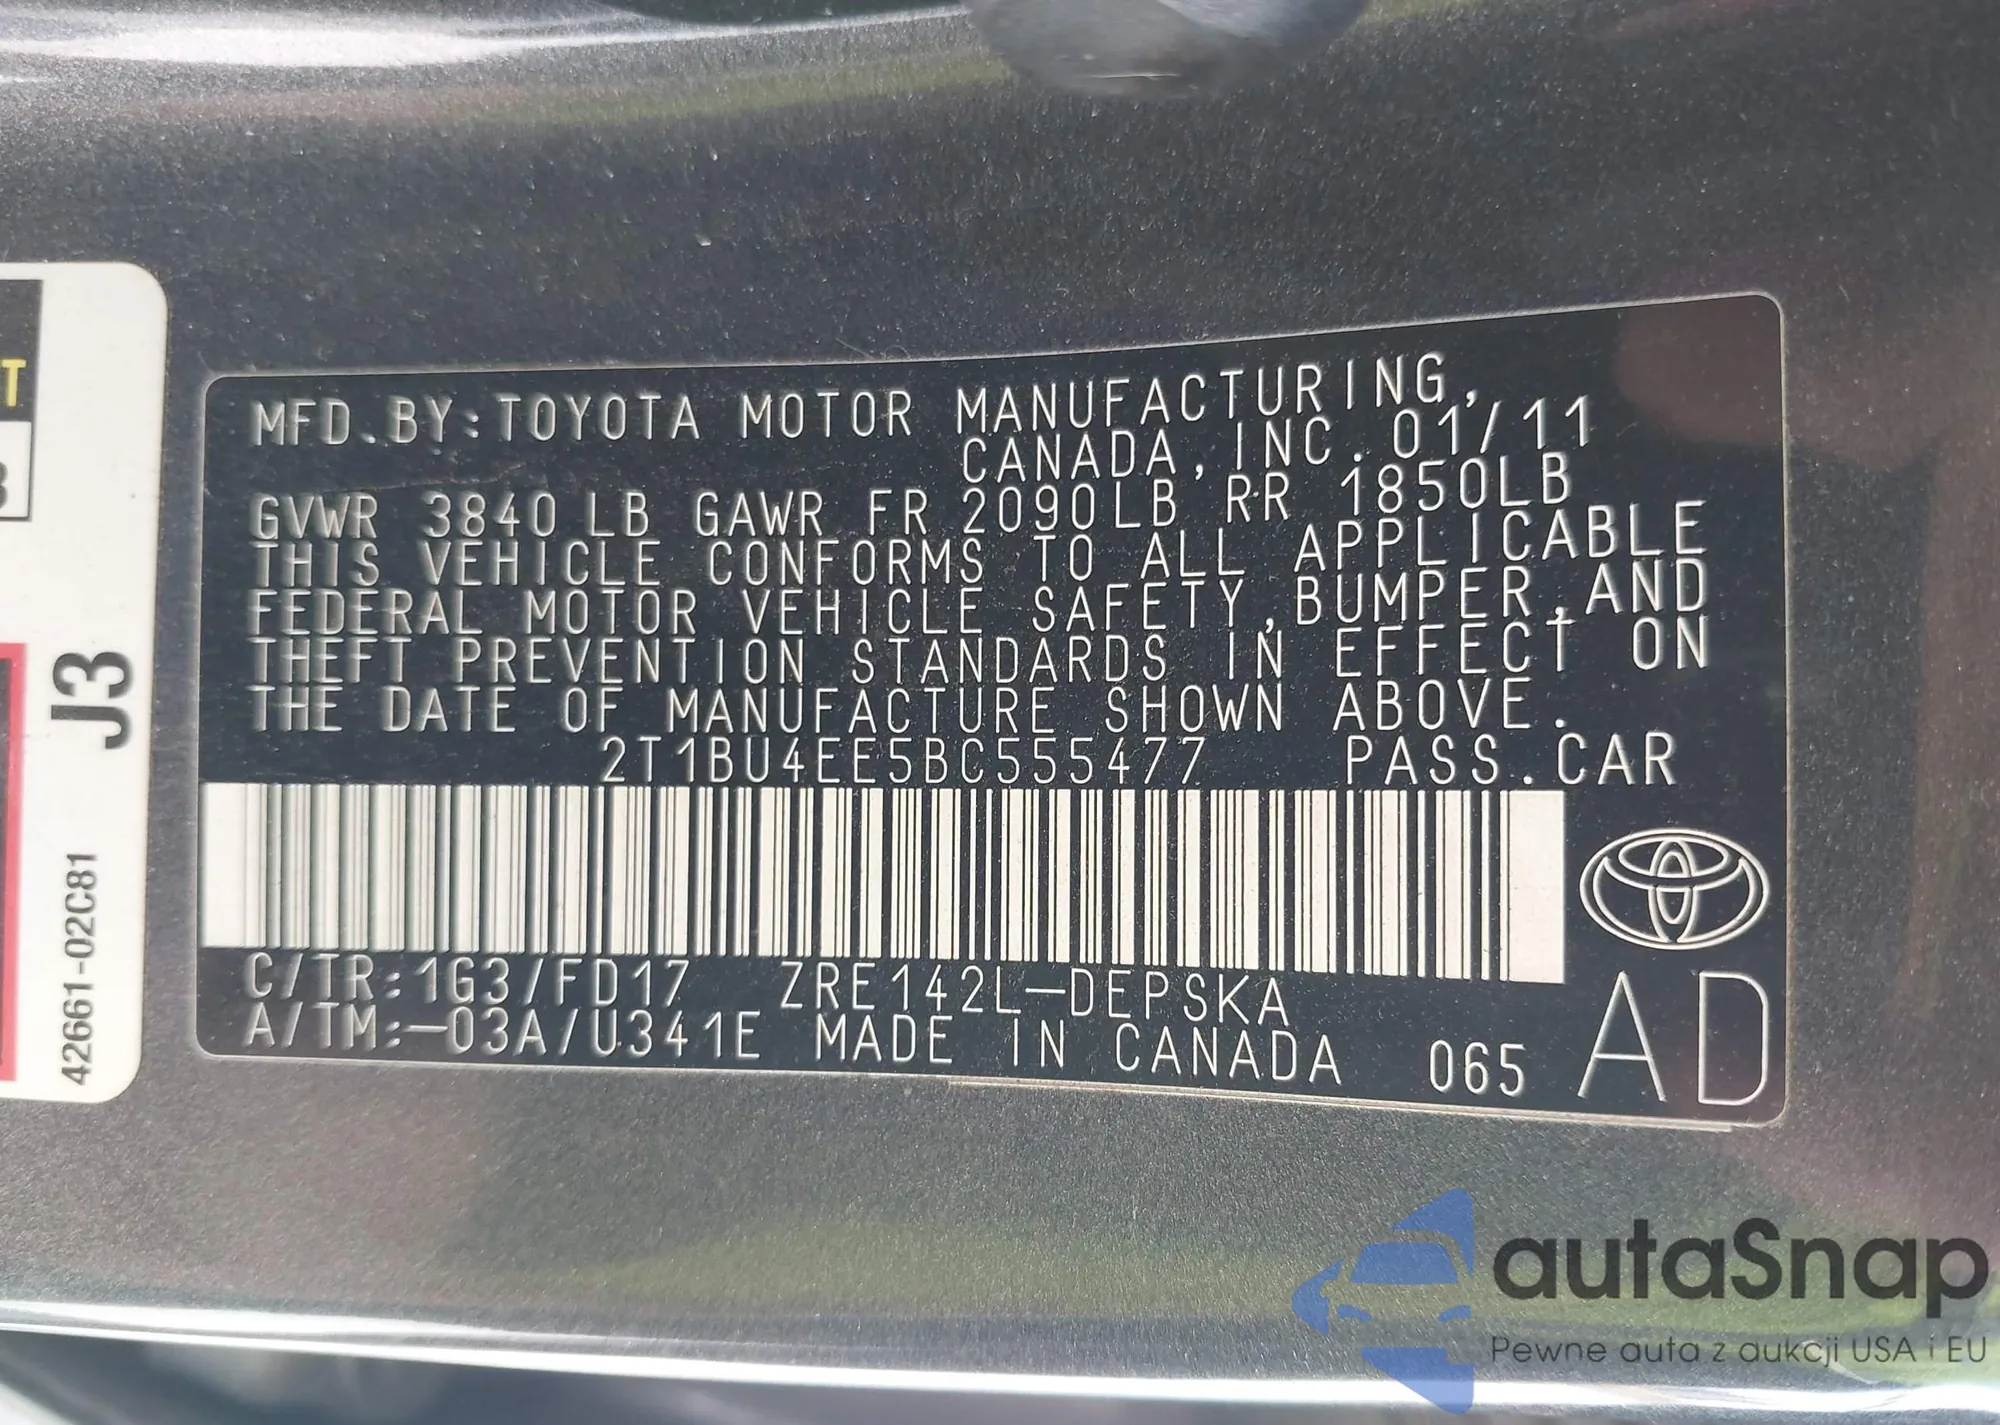 MFD.BY:TOYOTA MOTOR MANUFACTURING,
CANADA, INC. 01/11
GVWR 3840 LB GAWR FR 2090LB RR 1850LB
THIS VEHICLE CONFORMS TO ALL APPLICABLE
FEDERAL MOTOR VEHICLE SAFETY,BUMPER,AND
THEFT PREVENTION STANDARDS IN EFFECT ON
THE DATE OF MANUFACTURE SHOWN ABOVE.
2T1BU4EE5BC555477 PASS.CAR
C/TR:1G3/FD17 ZRE142L-DEPSKA
A/TM:-03A/U341E MADE IN CANADA 065
AD
T
3
J3
42661-02C81
autaSnap
Pewne auta z aukcji USA i EU